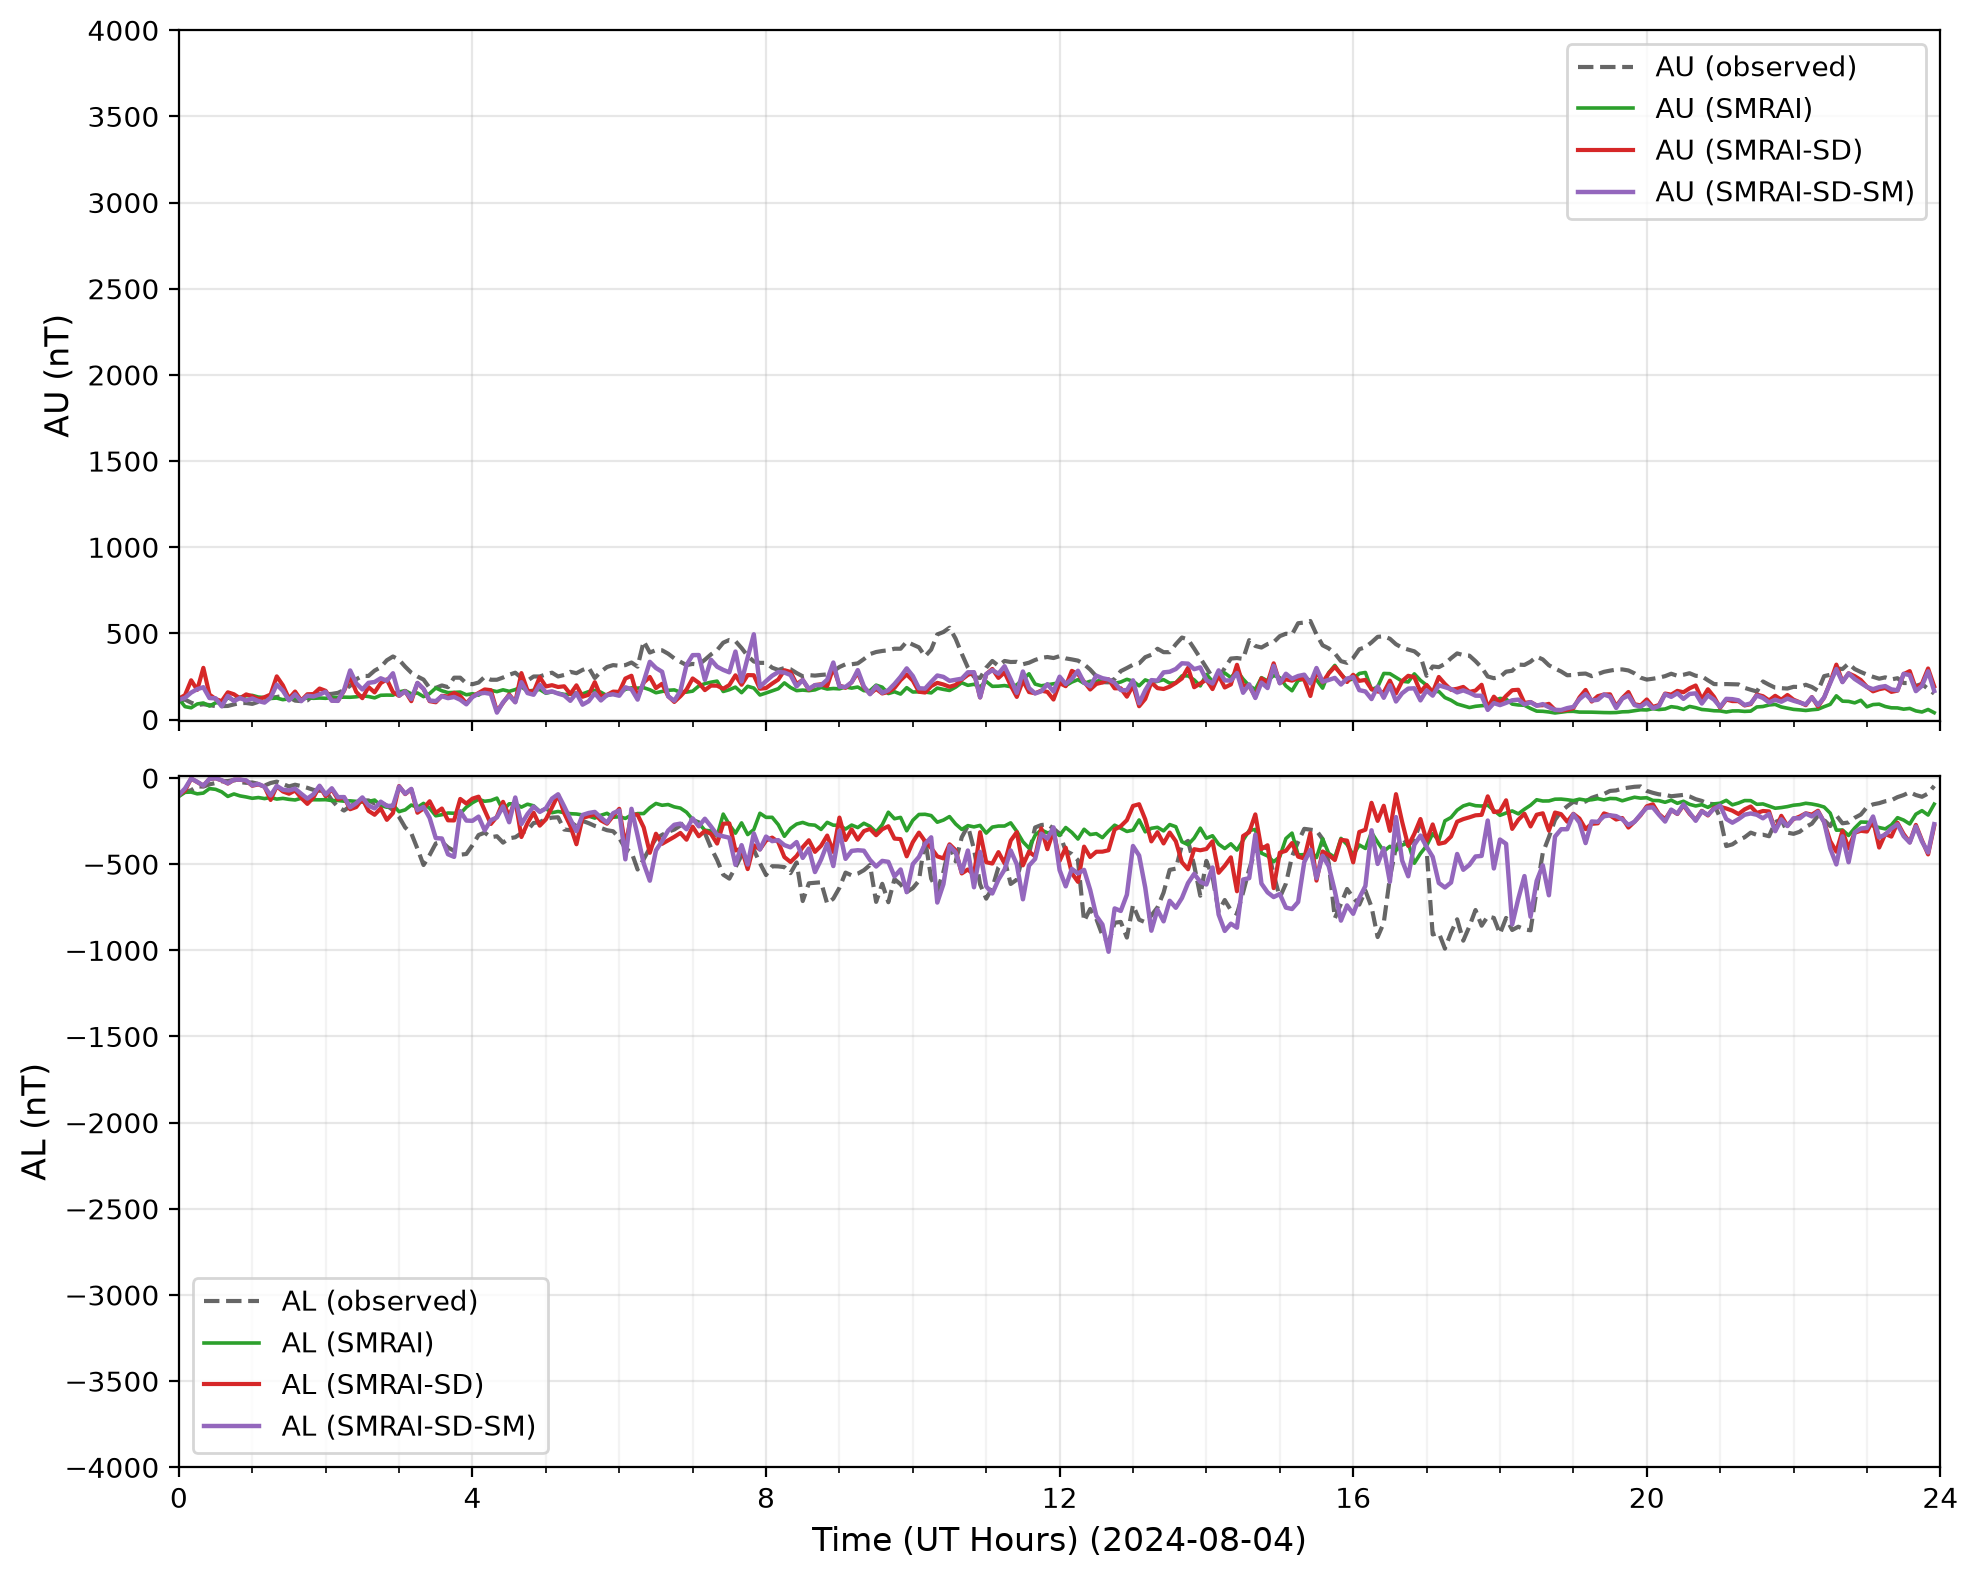 4000
3500
3000
2500
2000
1500
1000
500
0
AU (nT)
AU (observed)
AU (SMRAI)
AU (SMRAI-SD)
AU (SMRAI-SD-SM)
0
−500
−1000
−1500
−2000
−2500
−3000
−3500
−4000
AL (nT)
AL (observed)
AL (SMRAI)
AL (SMRAI-SD)
AL (SMRAI-SD-SM)
0 4 8 12 16 20 24
Time (UT Hours) (2024-08-04)